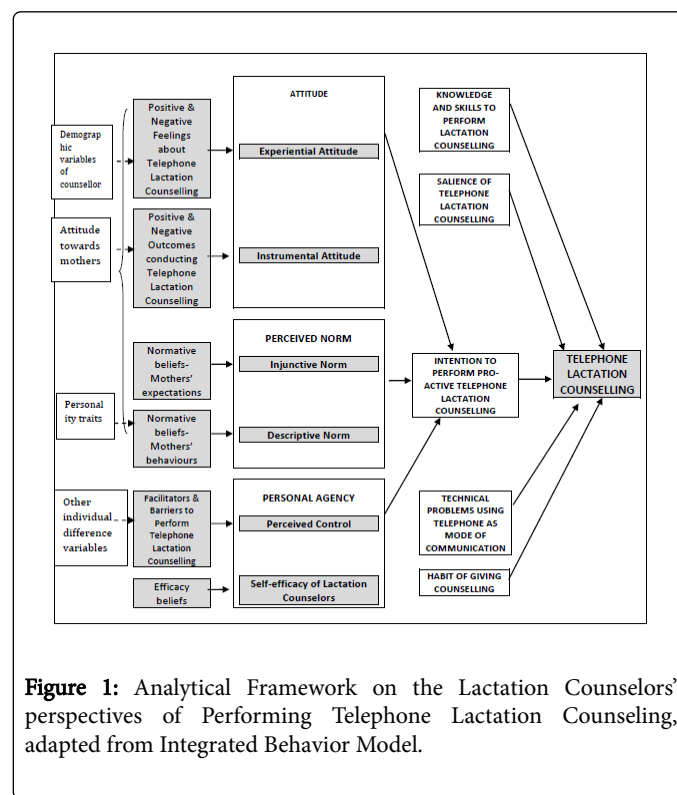 Demograp
hic
variables
of
counsellor
Attitude
towards
mothers
Personal
ity traits
Other
individual
difference
variables
Positive &
Negative
Feelings
about
Telephone
Lactation
Counselling
Positive &
Negative
Outcomes
conducting
Telephone
Lactation
Counselling
Normative
beliefs-
Mothers'
expectations
Normative
beliefs-
Mothers'
behaviours
Facilitators &
Barriers to
Perform
Telephone
Lactation
Counselling
Efficacy
beliefs
ATTITUDE
Experiential Attitude
Instrumental Attitude
PERCEIVED NORM
Injunctive Norm
Descriptive Norm
PERSONAL AGENCY
Perceived Control
Self-efficacy of Lactation
Counselors
KNOWLEDGE
AND SKILLS TO
PERFORM
LACTATION
COUNSELLING
SALIENCE OF
TELEPHONE
LACTATION
COUNSELLING
INTENTION TO
PERFORM PRO-
ACTIVE TELEPHONE
LACTATION
COUNSELLING
TECHNICAL
PROBLEMS USING
TELEPHONE AS
MODE OF
COMMUNICATION
HABIT OF GIVING
COUNSELLING
TELEPHONE
LACTATION
COUNSELLING
Figure 1: Analytical Framework on the Lactation Counselors'
perspectives of Performing Telephone Lactation Counseling,
adapted from Integrated Behavior Model.